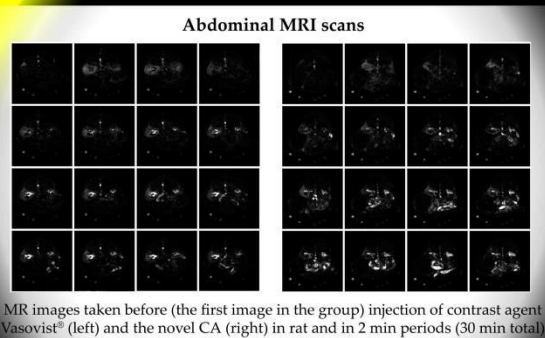 Abdominal MRI scans
MR images taken before (the first image in the group) injection of contrast agent
Vasovist® (left) and the novel CA (right) in rat and in 2 min periods (30 min total)